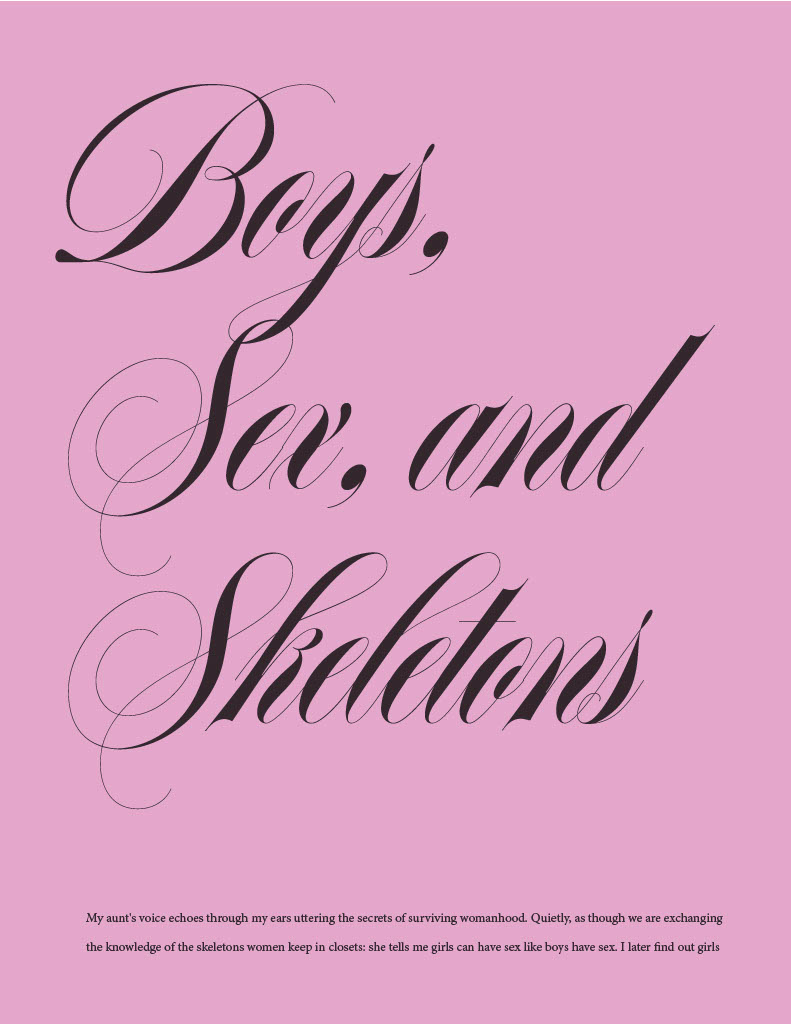 Boys,
Sex, and
Skeletons
My aunt's voice echoes through my ears uttering the secrets of surviving womanhood. Quietly, as though we are exchanging
the knowledge of the skeletons women keep in closets: she tells me girls can have sex like boys have sex. I later find out girls